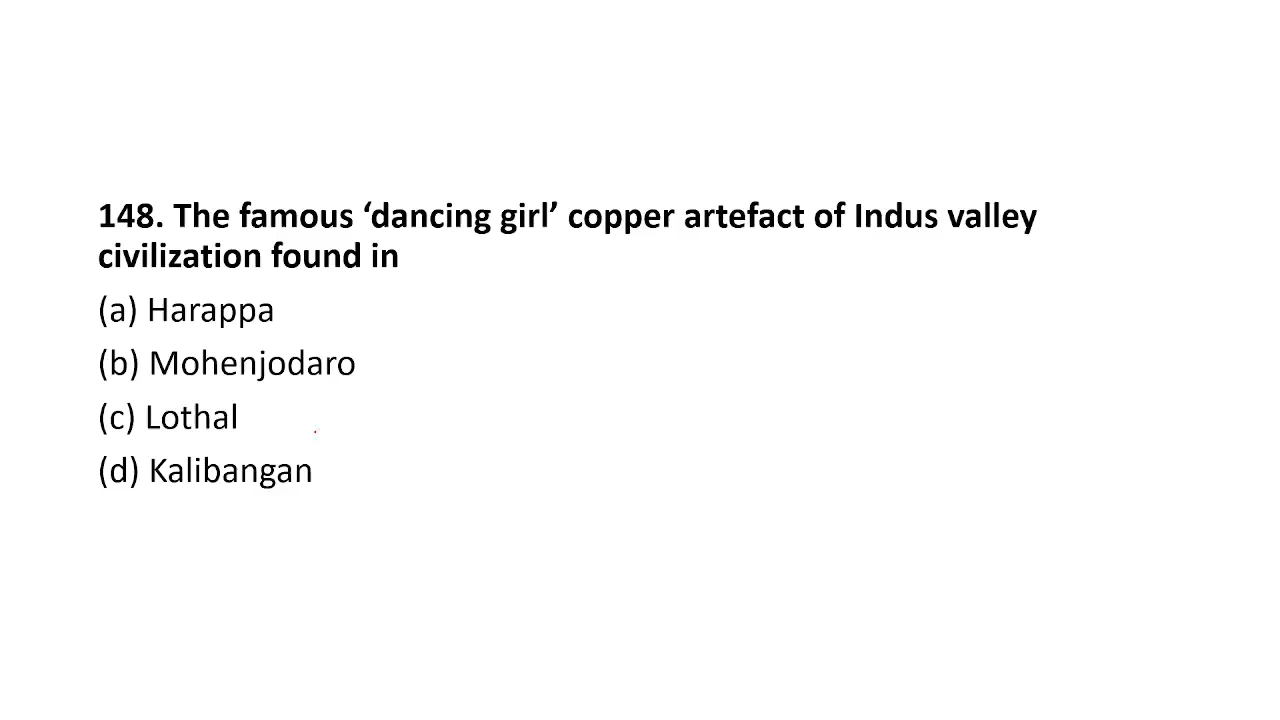 148. The famous ‘dancing girl’ copper artefact of Indus valley
civilization found in
(a) Harappa
(b) Mohenjodaro
(c) Lothal
(d) Kalibangan